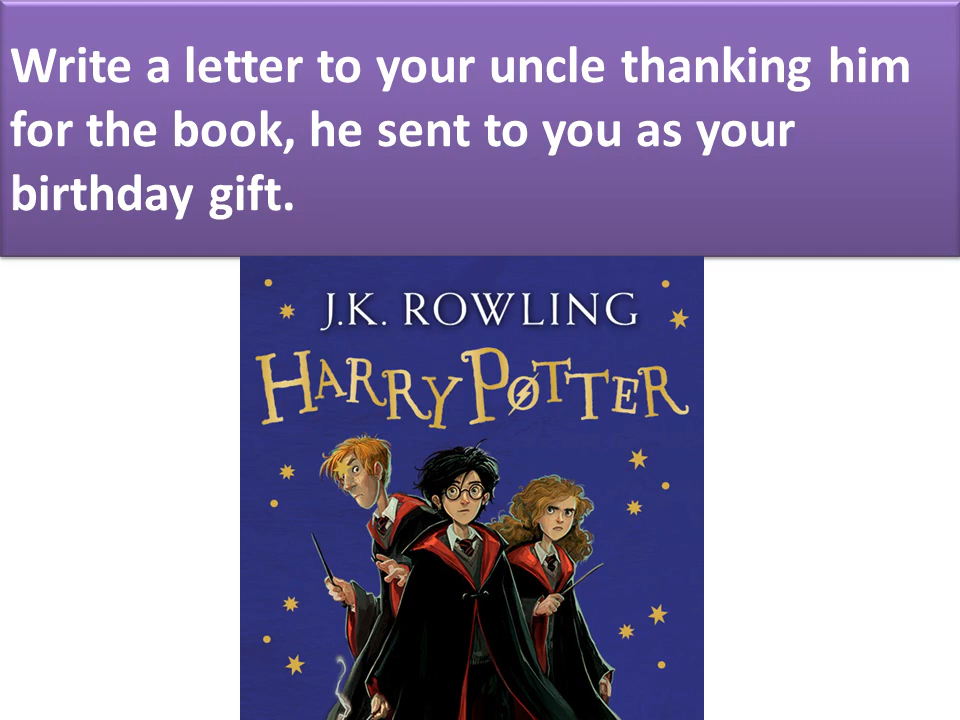 Write a letter to your uncle thanking him
for the book, he sent to you as your
birthday gift.
J.K. ROWLING
HARRY POTTER